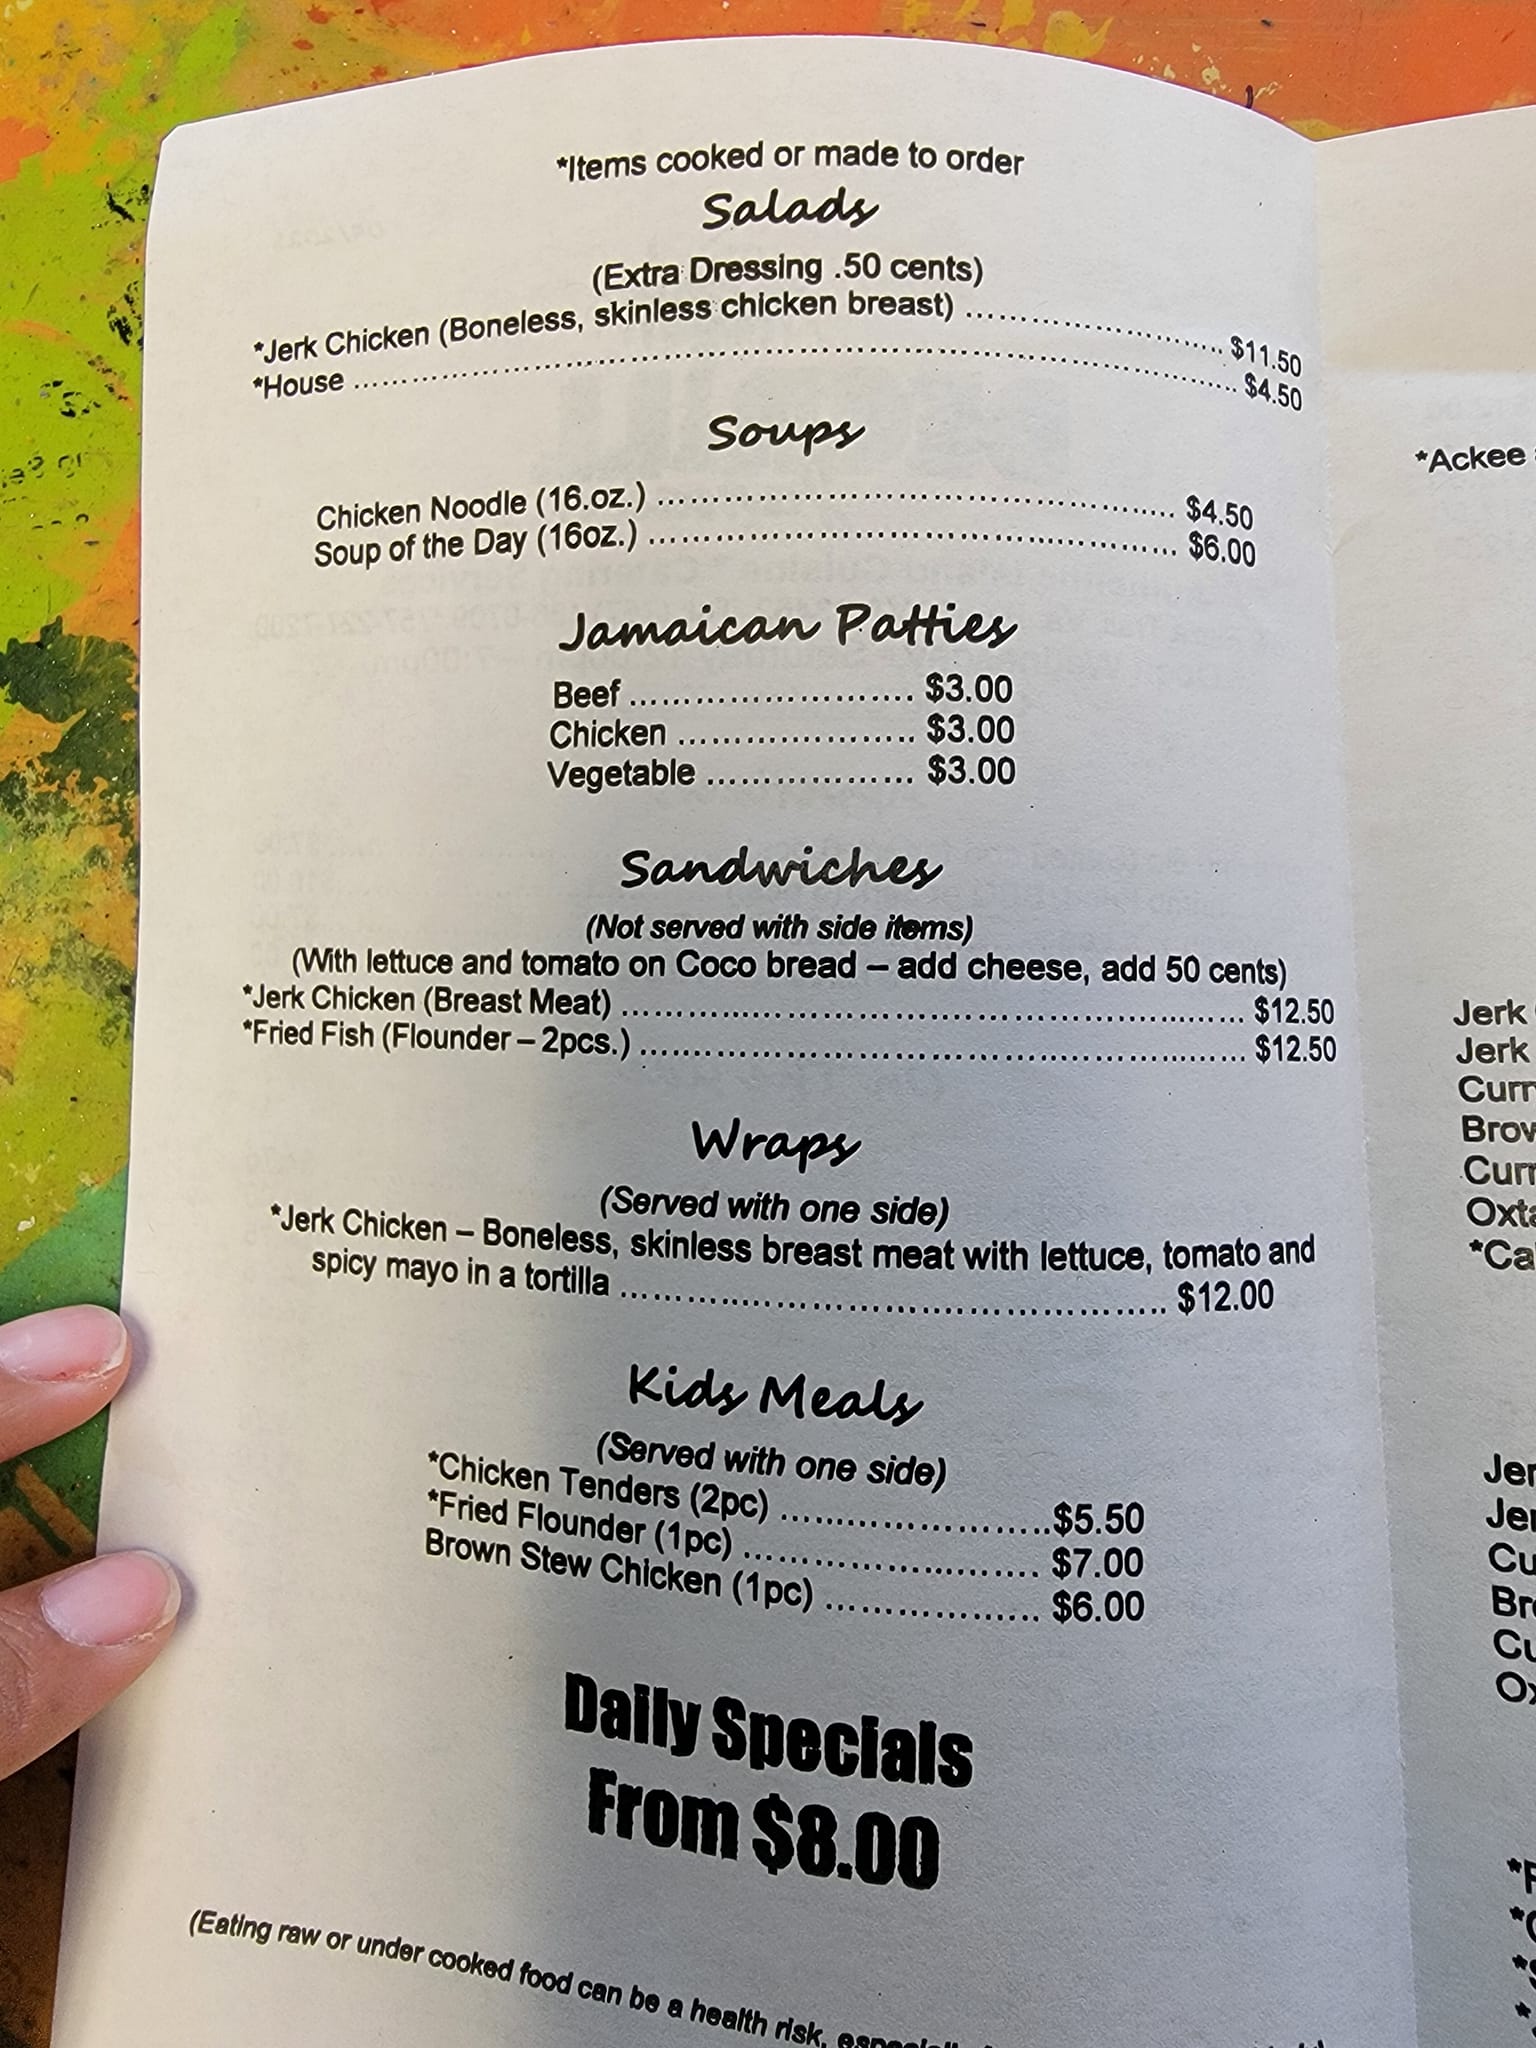 *Items cooked or made to order
Salads
(Extra Dressing .50 cents)
*Jerk Chicken (Boneless, skinless chicken breast) ................................ $11.50
*House ................................................................ $4.50
Soups
Chicken Noodle (16.oz.) ................................................ $4.50
Soup of the Day (16oz.) ................................................ $6.00
Jamaican Patties
Beef .......................... $3.00
Chicken ...................... $3.00
Vegetable ................... $3.00
Sandwiches
(Not served with side items)
(With lettuce and tomato on Coco bread – add cheese, add 50 cents)
*Jerk Chicken (Breast Meat) ................................................ $12.50
*Fried Fish (Flounder – 2pcs.) ................................................ $12.50
Wraps
(Served with one side)
*Jerk Chicken – Boneless, skinless breast meat with lettuce, tomato and
spicy mayo in a tortilla ................................................ $12.00
Kids Meals
(Served with one side)
*Chicken Tenders (2pc) ..........................$5.50
*Fried Flounder (1pc) ............................ $7.00
Brown Stew Chicken (1pc) .................... $6.00
Daily Specials
From $8.00
(Eating raw or under cooked food can be a health risk,
*Ackee
Jerk
Jerk